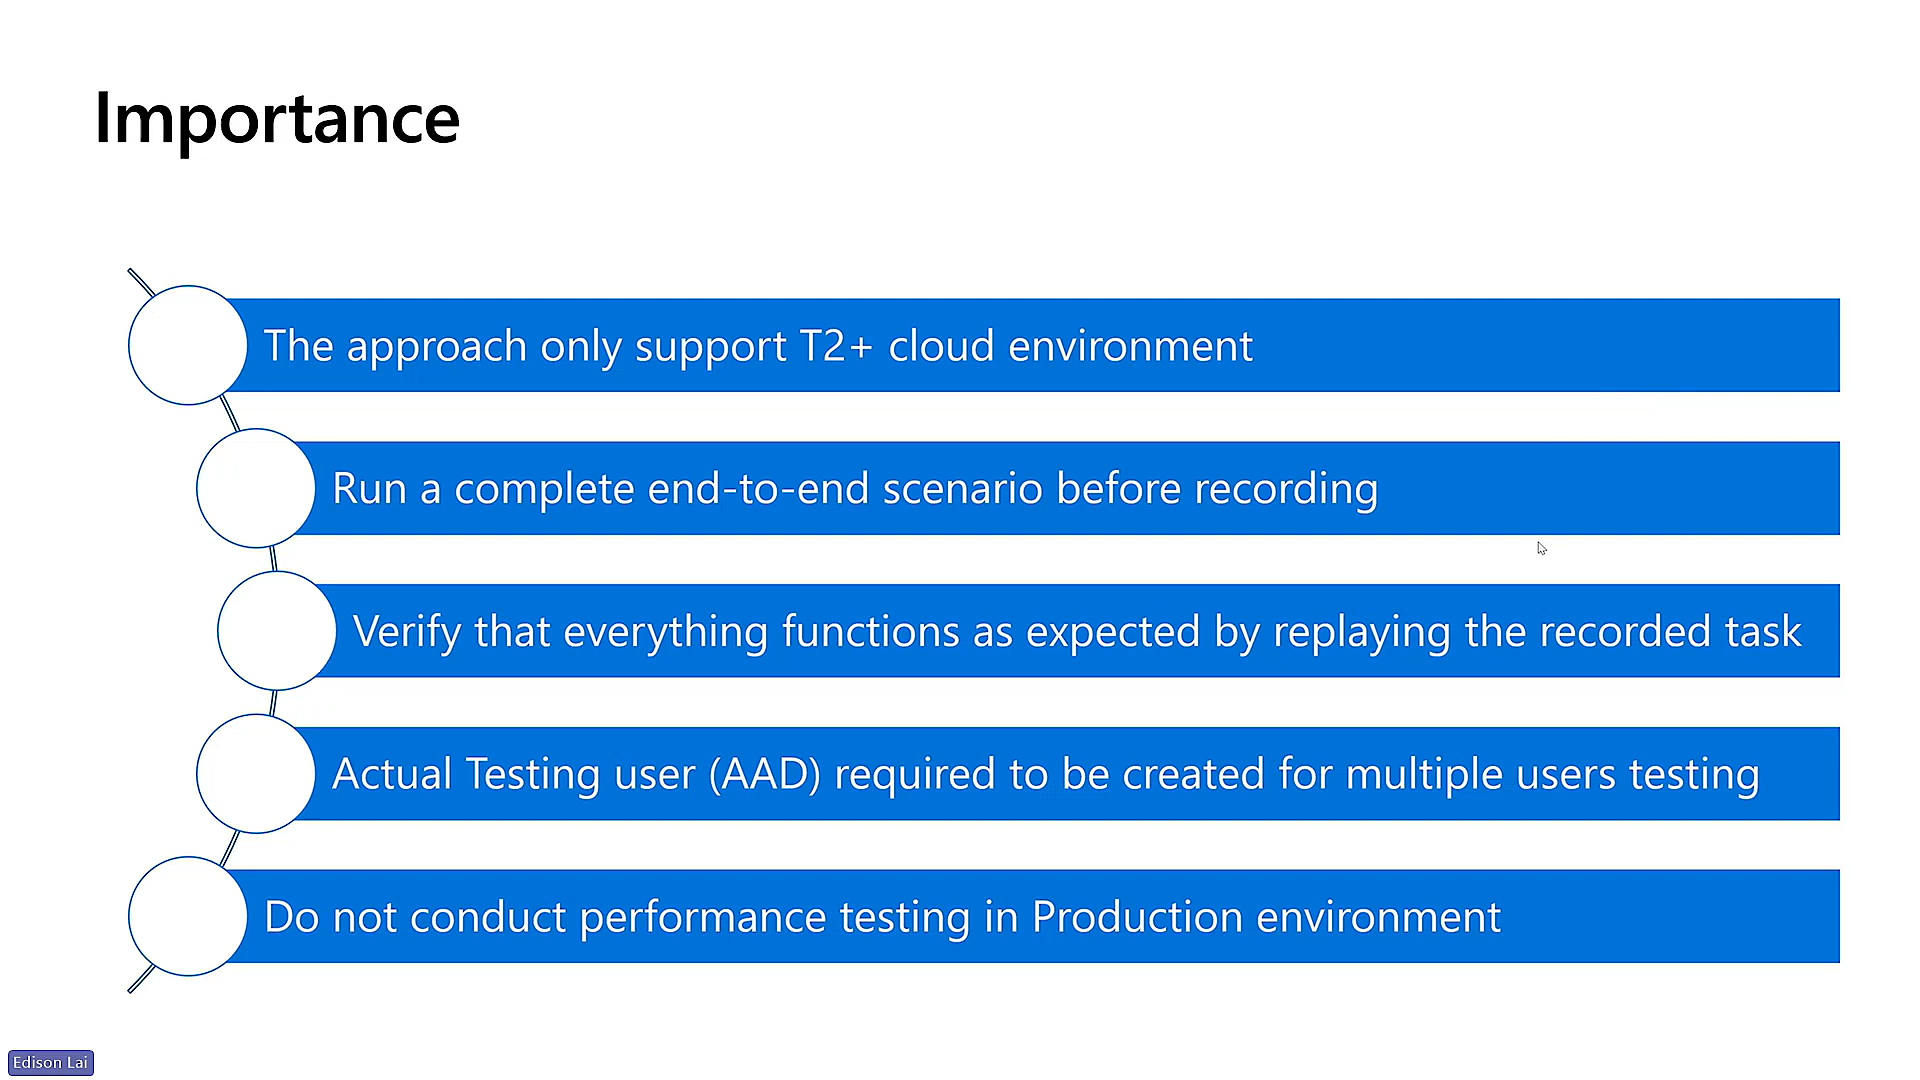 Importance
The approach only support T2+ cloud environment
Run a complete end-to-end scenario before recording
Verify that everything functions as expected by replaying the recorded task
Actual Testing user (AAD) required to be created for multiple users testing
Do not conduct performance testing in Production environment
Edison Lai